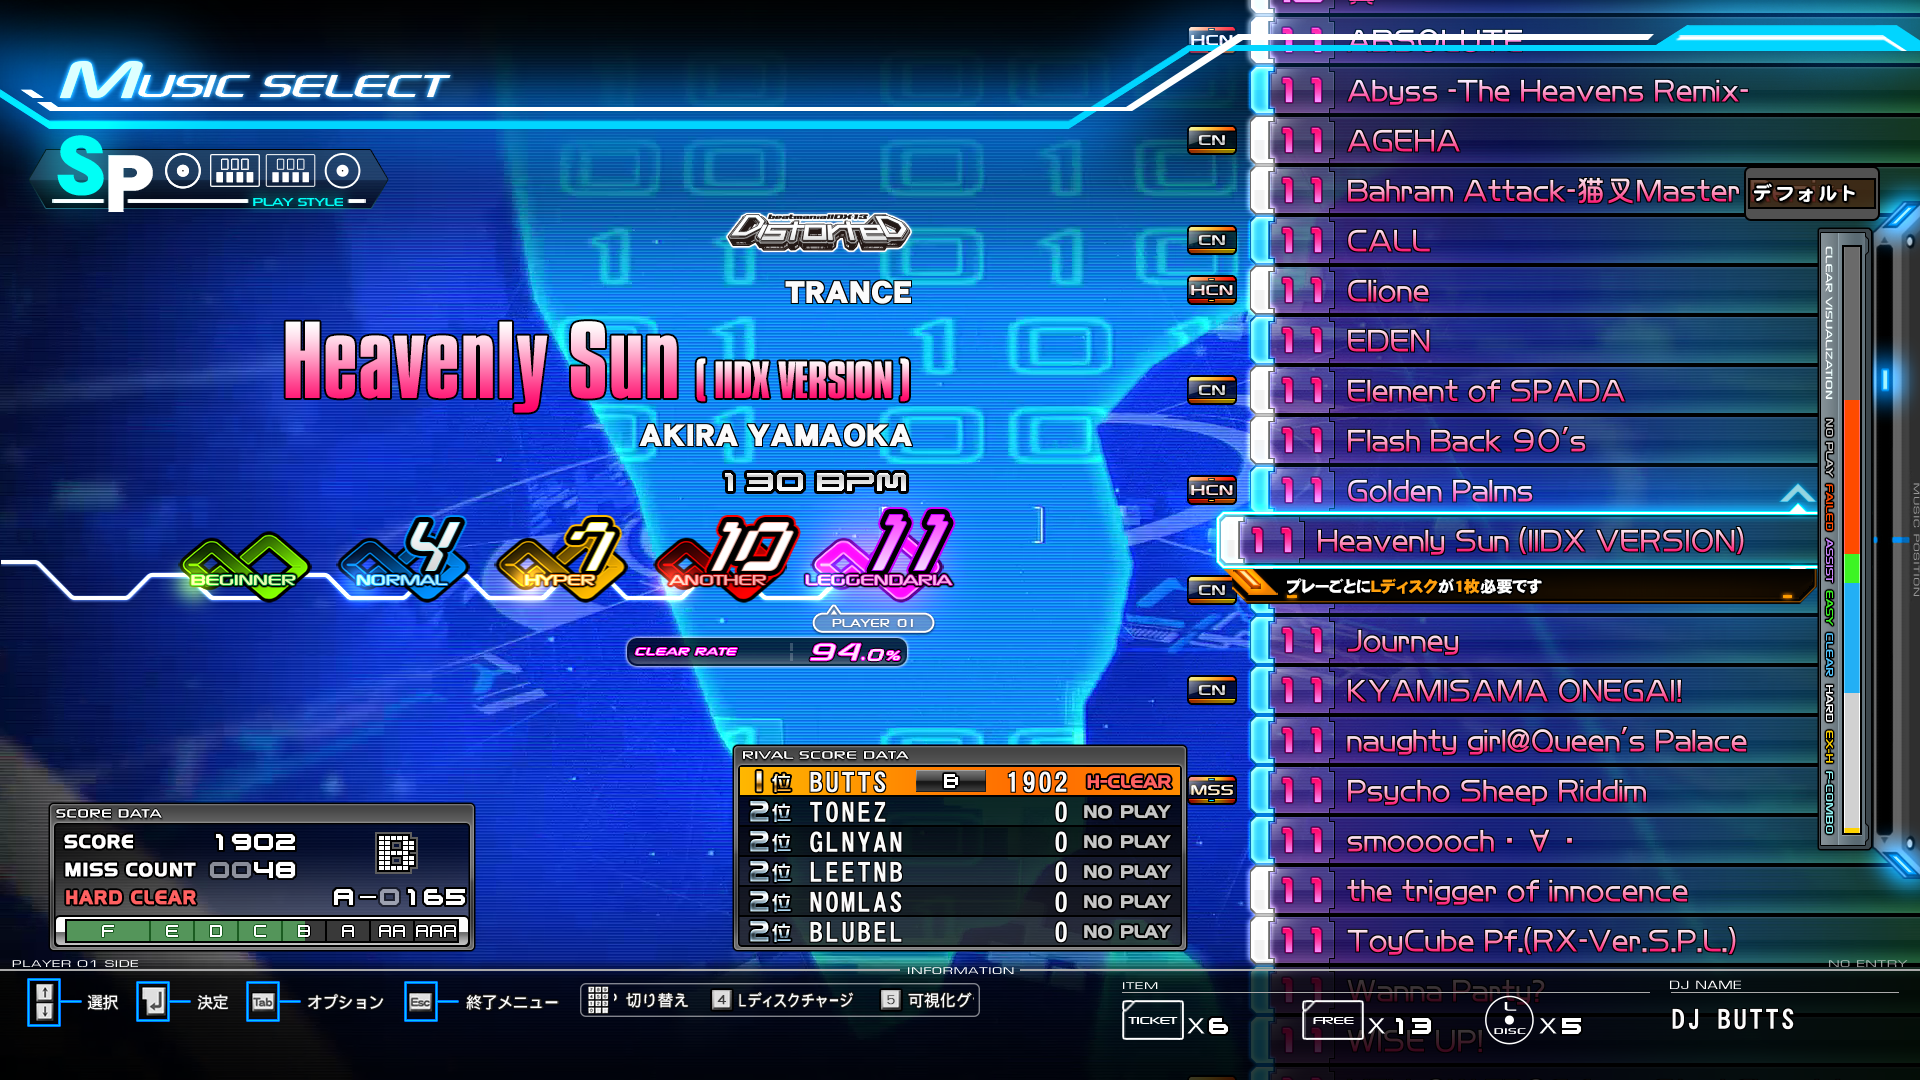 MUSIC SELECT
SP
PLAY STYLE
beatmania IIDX 13
DistorteD
TRANCE
Heavenly Sun (IIDX VERSION)
AKIRA YAMAOKA
130 BPM
BEGINNER
4 NORMAL
7 HYPER
10 ANOTHER
11 LEGGENDARIA
PLAYER 01
CLEAR RATE 94.0%
SCORE DATA
SCORE 1902
MISS COUNT 0048
HARD CLEAR A-0165
B
F E D C B A AA AAA
RIVAL SCORE DATA
1位 BUTTS B 1902 H-CLEAR
2位 TONEZ 0 NO PLAY
2位 GLNYAN 0 NO PLAY
2位 LEETNB 0 NO PLAY
2位 NOMLAS 0 NO PLAY
2位 BLUBEL 0 NO PLAY
HCN 11 ABSOLUTE
11 Abyss -The Heavens Remix-
CN 11 AGEHA
11 Bahram Attack-猫叉Master
デフォルト
CN 11 CALL
HCN 11 Clione
11 EDEN
CN 11 Element of SPADA
11 Flash Back 90's
HCN 11 Golden Palms
11 Heavenly Sun (IIDX VERSION)
CN プレーごとにLディスクが1枚必要です
11 Journey
CN 11 KYAMISAMA ONEGAI!
11 naughty girl@Queen's Palace
MSS 11 Psycho Sheep Riddim
11 smooooch・∀・
11 the trigger of innocence
11 ToyCube Pf.(RX-Ver.S.P.L.)
Wanna Party?
WISE UP!
CLEAR VISUALIZATION
NO PLAY FAILED ASSIST EASY CLEAR HARD EX-H F-COMBO
MUSIC POSITION
PLAYER 01 SIDE
INFORMATION
NO ENTRY
選択
決定
Tab オプション
Esc 終了メニュー
切り替え
4 Lディスクチャージ
5 可視化グ
ITEM
TICKET X 6
FREE X 13
L DISC X 5
DJ NAME
DJ BUTTS